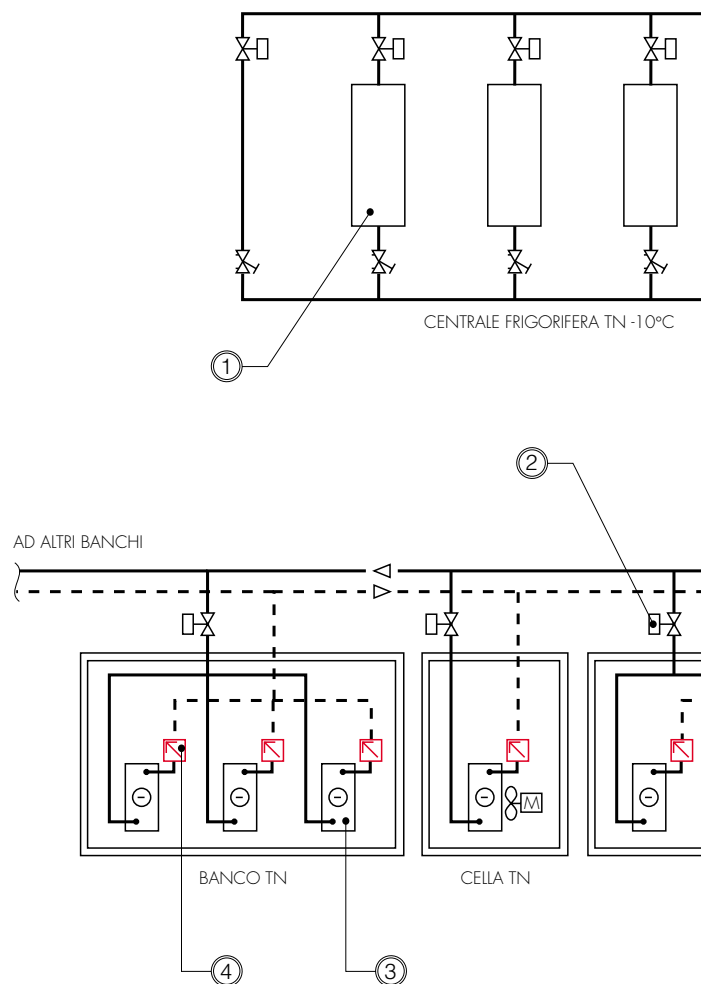 CENTRALE FRIGORIFERA TN -10°C
1
2
AD ALTRI BANCHI
M
BANCO TN
CELLA TN
4
3